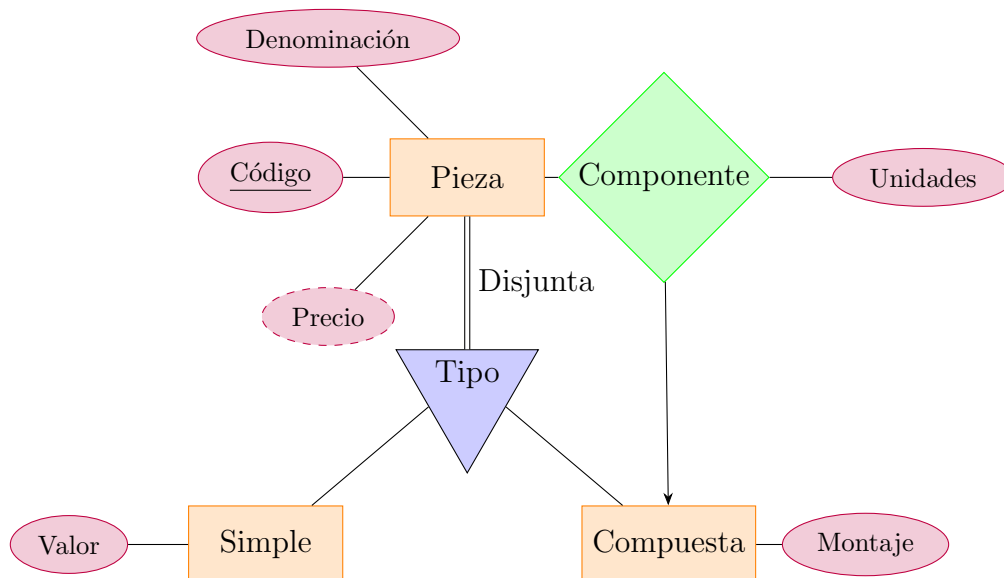 Denominación
Código
Pieza
Componente
Unidades
Disjunta
Precio
Tipo
Valor
Simple
Compuesta
Montaje